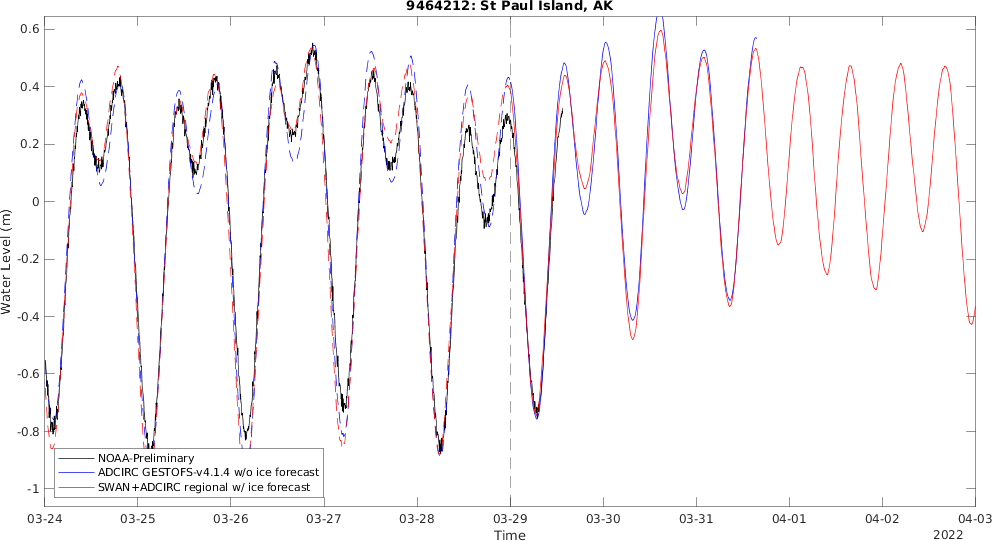 9464212: St Paul Island, AK
0.6
0.4
0.2
0
-0.2
-0.4
-0.6
-0.8
-1
Water Level (m)
NOAA-Preliminary
ADCIRC GESTOFS-v4.1.4 w/o ice forecast
SWAN+ADCIRC regional w/ ice forecast
03-24 03-25 03-26 03-27 03-28 03-29 03-30 03-31 04-01 04-02 04-03
Time
2022